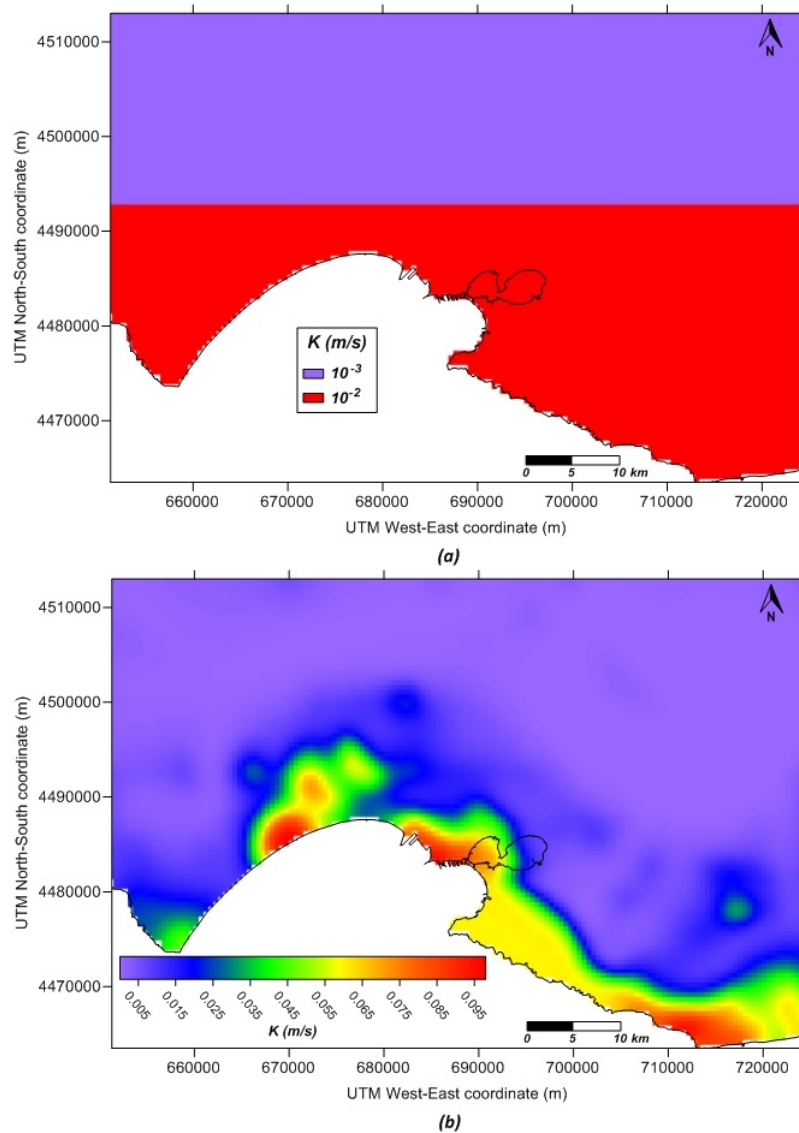 N
4510000
4500000
4490000
4480000
4470000
UTM North-South coordinate (m)
K (m/s)
10⁻³
10⁻²
0 5 10 km
660000 670000 680000 690000 700000 710000 720000
UTM West-East coordinate (m)
(a)
N
4510000
4500000
4490000
4480000
4470000
UTM North-South coordinate (m)
0.005 0.015 0.025 0.035 0.045 0.055 0.065 0.075 0.085 0.095
K (m/s)
0 5 10 km
660000 670000 680000 690000 700000 710000 720000
UTM West-East coordinate (m)
(b)